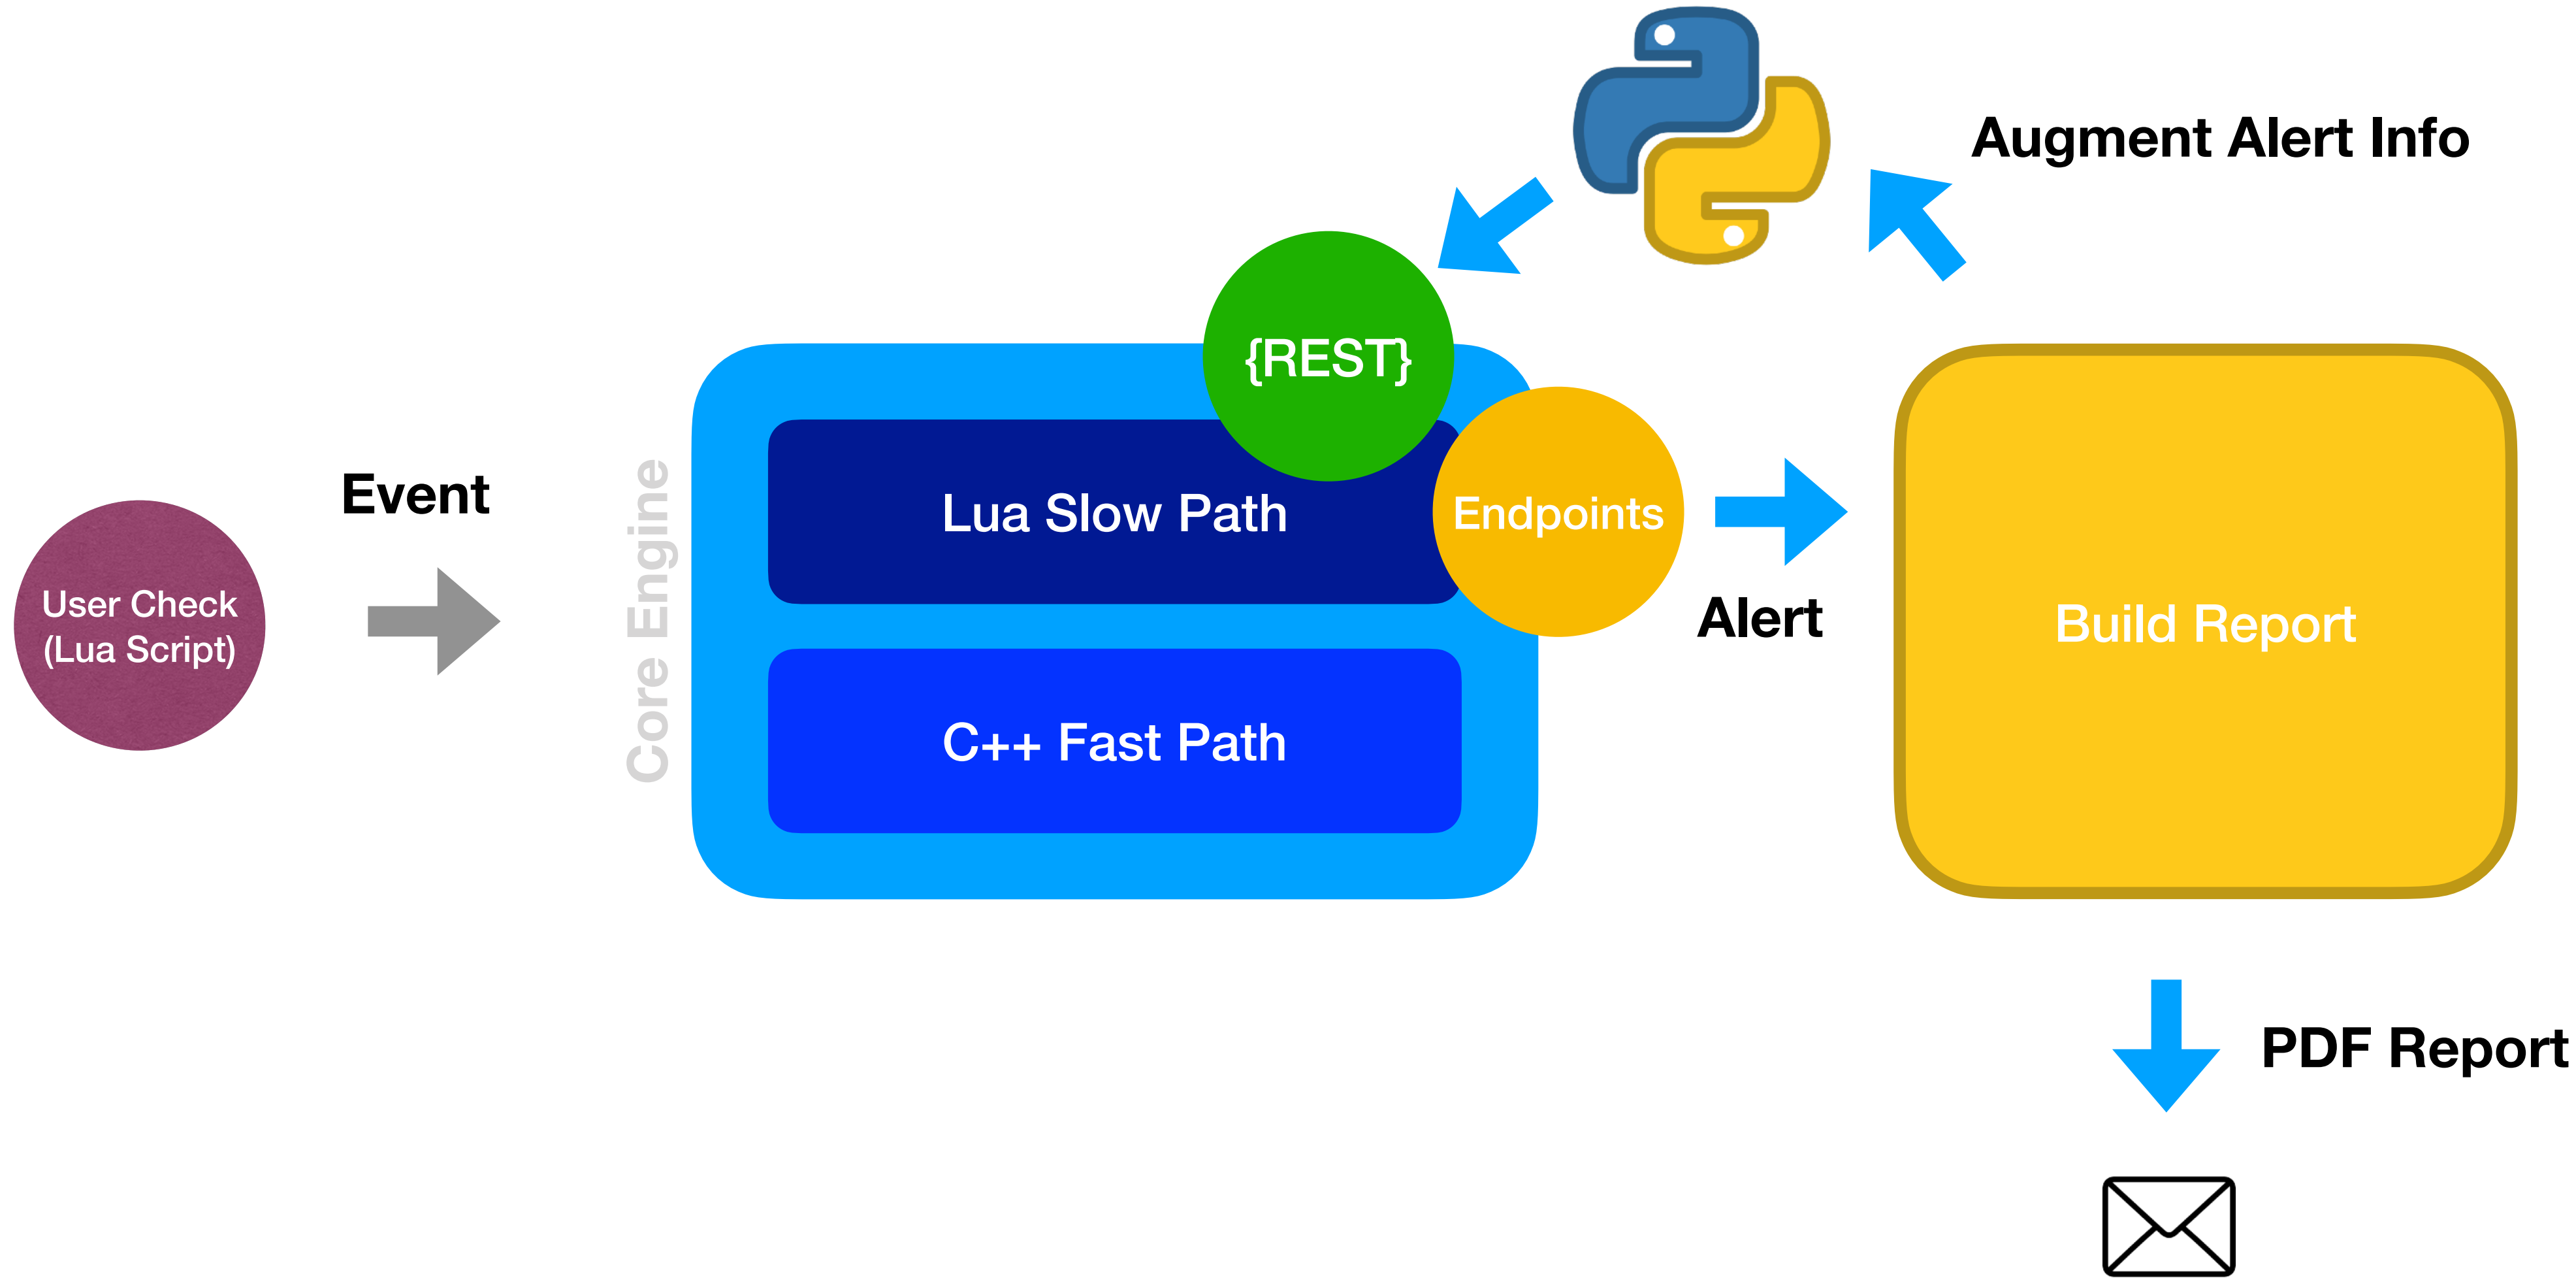 Augment Alert Info
{REST}
Event
Core Engine
Lua Slow Path
Endpoints
User Check
(Lua Script)
Alert
Build Report
C++ Fast Path
PDF Report